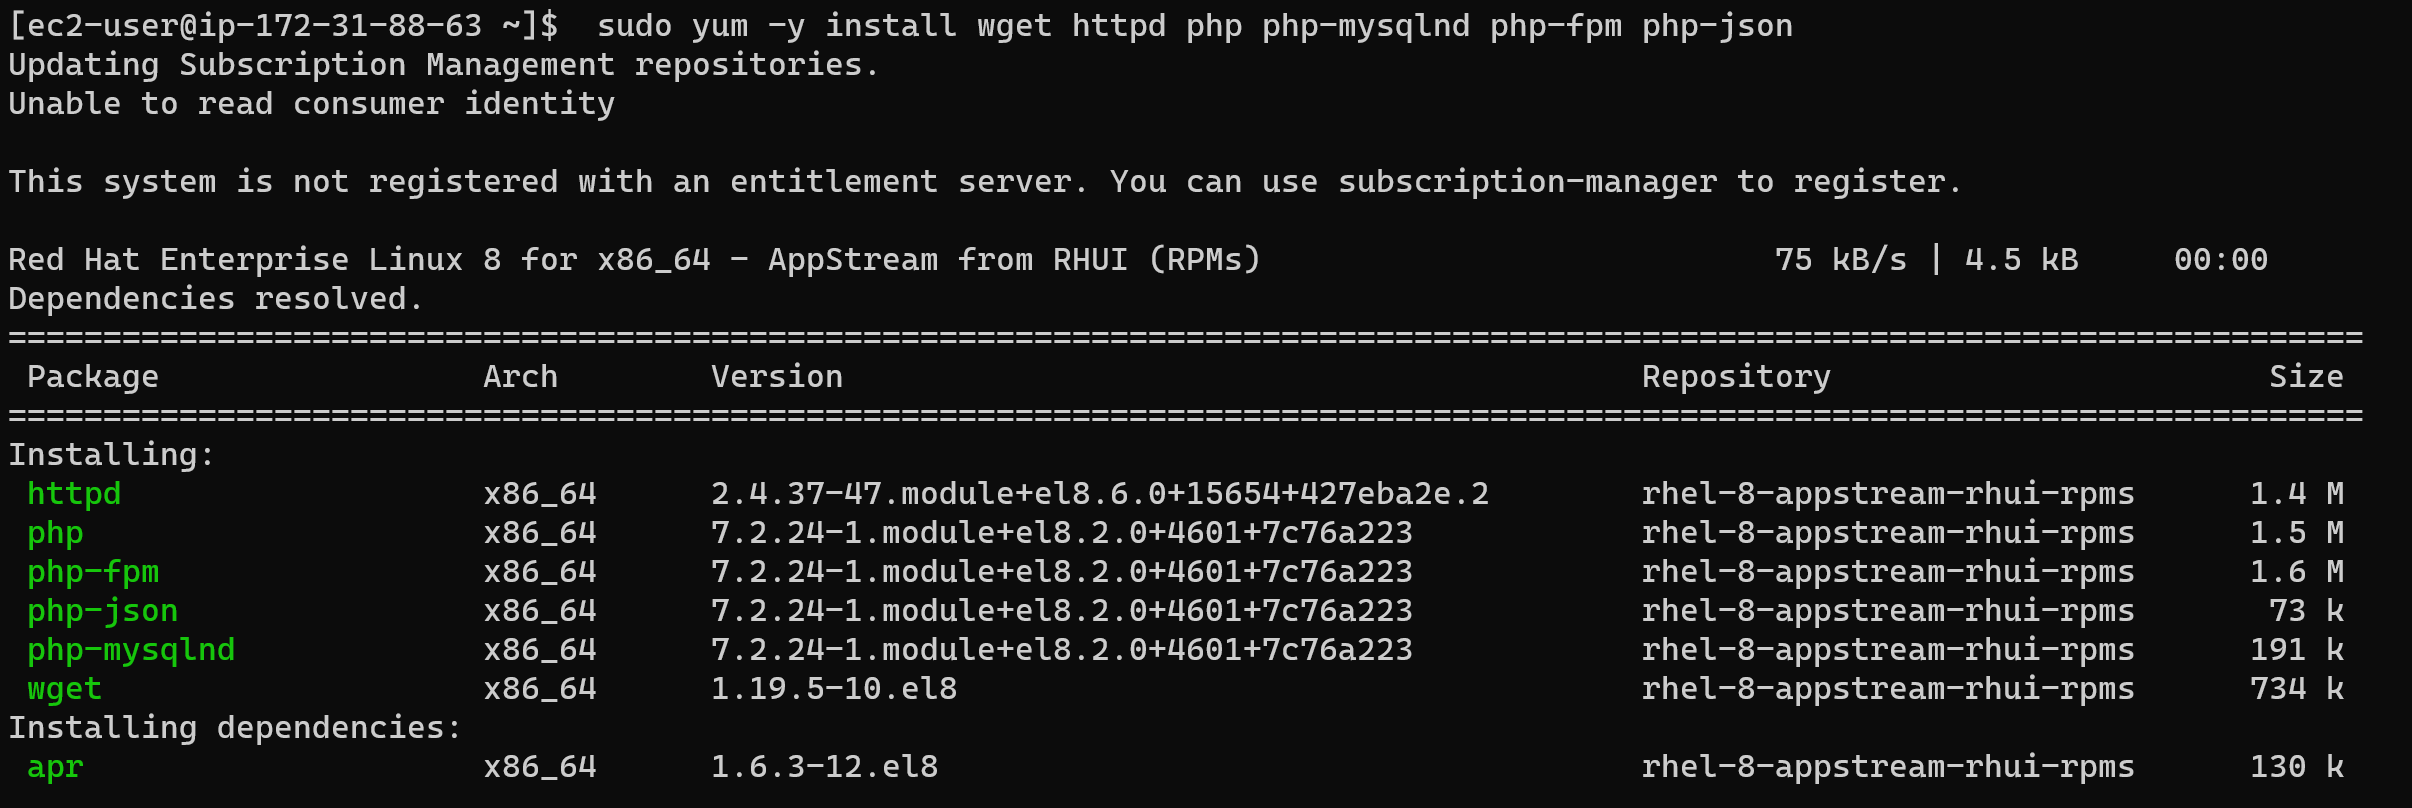 [ec2-user@ip-172-31-88-63 ~]$  sudo yum -y install wget httpd php php-mysqlnd php-fpm php-json
Updating Subscription Management repositories.
Unable to read consumer identity

This system is not registered with an entitlement server. You can use subscription-manager to register.

Red Hat Enterprise Linux 8 for x86_64 - AppStream from RHUI (RPMs) 75 kB/s | 4.5 kB 00:00
Dependencies resolved.
============================================================================================================================
Package Arch Version Repository Size
============================================================================================================================
Installing:
httpd x86_64 2.4.37-47.module+el8.6.0+15654+427eba2e.2 rhel-8-appstream-rhui-rpms 1.4 M
php x86_64 7.2.24-1.module+el8.2.0+4601+7c76a223 rhel-8-appstream-rhui-rpms 1.5 M
php-fpm x86_64 7.2.24-1.module+el8.2.0+4601+7c76a223 rhel-8-appstream-rhui-rpms 1.6 M
php-json x86_64 7.2.24-1.module+el8.2.0+4601+7c76a223 rhel-8-appstream-rhui-rpms 73 k
php-mysqlnd x86_64 7.2.24-1.module+el8.2.0+4601+7c76a223 rhel-8-appstream-rhui-rpms 191 k
wget x86_64 1.19.5-10.el8 rhel-8-appstream-rhui-rpms 734 k
Installing dependencies:
apr x86_64 1.6.3-12.el8 rhel-8-appstream-rhui-rpms 130 k